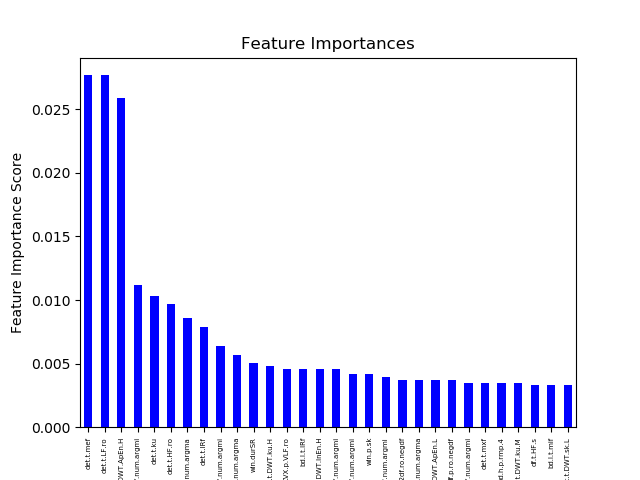 Feature Importances
Feature Importance Score
0.025
0.020
0.015
0.010
0.005
0.000
det.t.mef
det.t.LF.ro
DWT.ApEn.H
.num.argmi
det.t.ku
det.t.HF.ro
num.argma
det.t.iRf
.num.argmi
.num.argma
win.durSR
.t.DWT.ku.H
VX.p.VLF.ro
bd.l.t.iRf
DWT.InEn.H
.num.argmi
.num.argmi
win.p.sk
.num.argmi
2df.ro.negdf
.num.argma
DWT.ApEn.L
f.p.ro.negdf
.num.argmi
det.t.mxf
d.h.p.rmp.4
.t.DWT.ku.M
df.t.HF.s
bd.l.t.mif
.t.DWT.sk.L